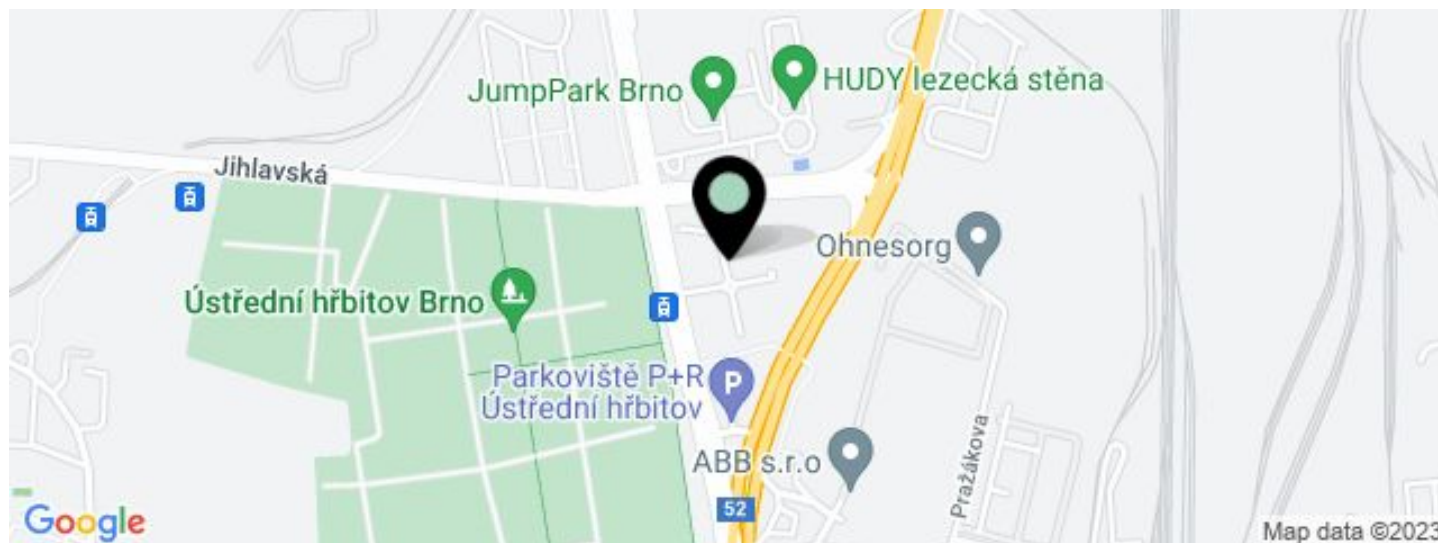 JumpPark Brno
HUDY lezecká stěna
Jihlavská
Ohnesorg
Ústřední hřbitov Brno
Parkoviště P+R
Ústřední hřbitov
P
ABB s.r.o
Pražákova
52
Google
Map data ©2023